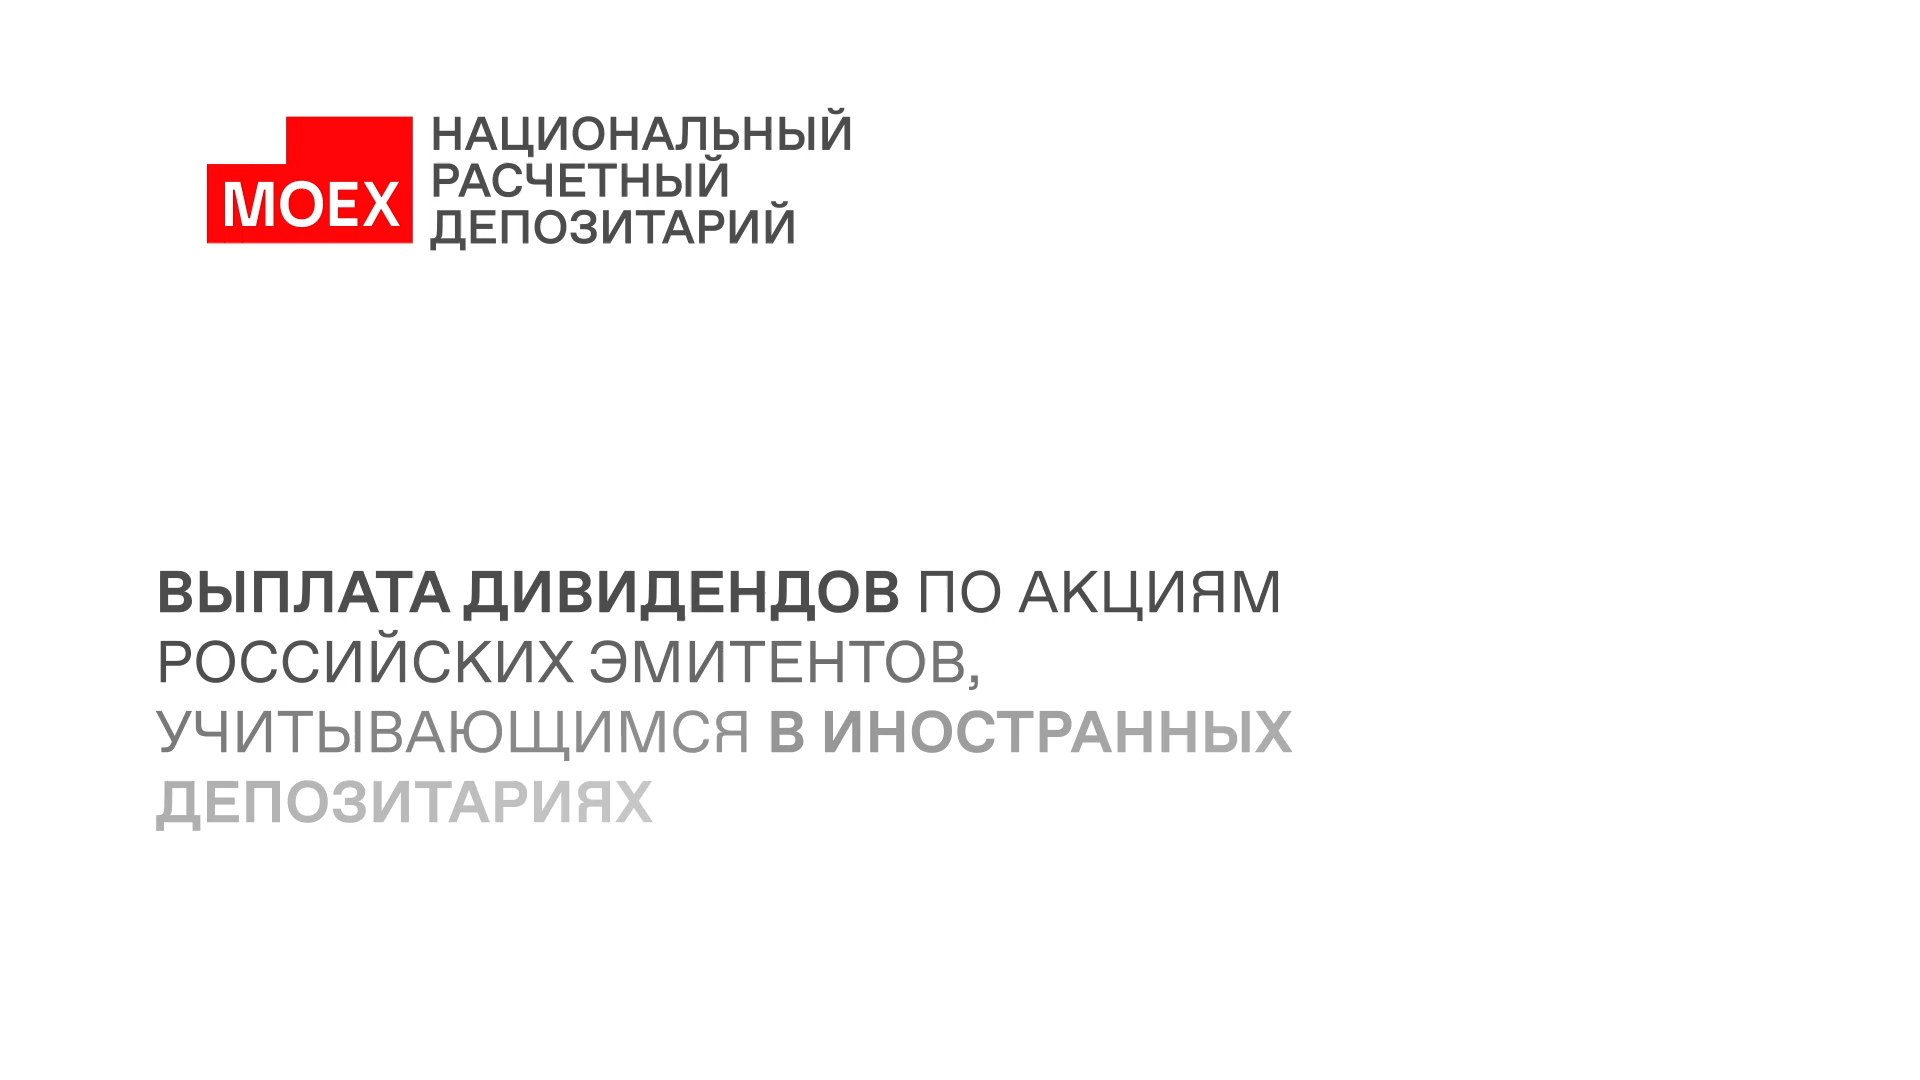 MOEX
НАЦИОНАЛЬНЫЙ
РАСЧЕТНЫЙ
ДЕПОЗИТАРИЙ
ВЫПЛАТА ДИВИДЕНДОВ ПО АКЦИЯМ
РОССИЙСКИХ ЭМИТЕНТОВ,
УЧИТЫВАЮЩИМСЯ В ИНОСТРАННЫХ
ДЕПОЗИТАРИЯХ